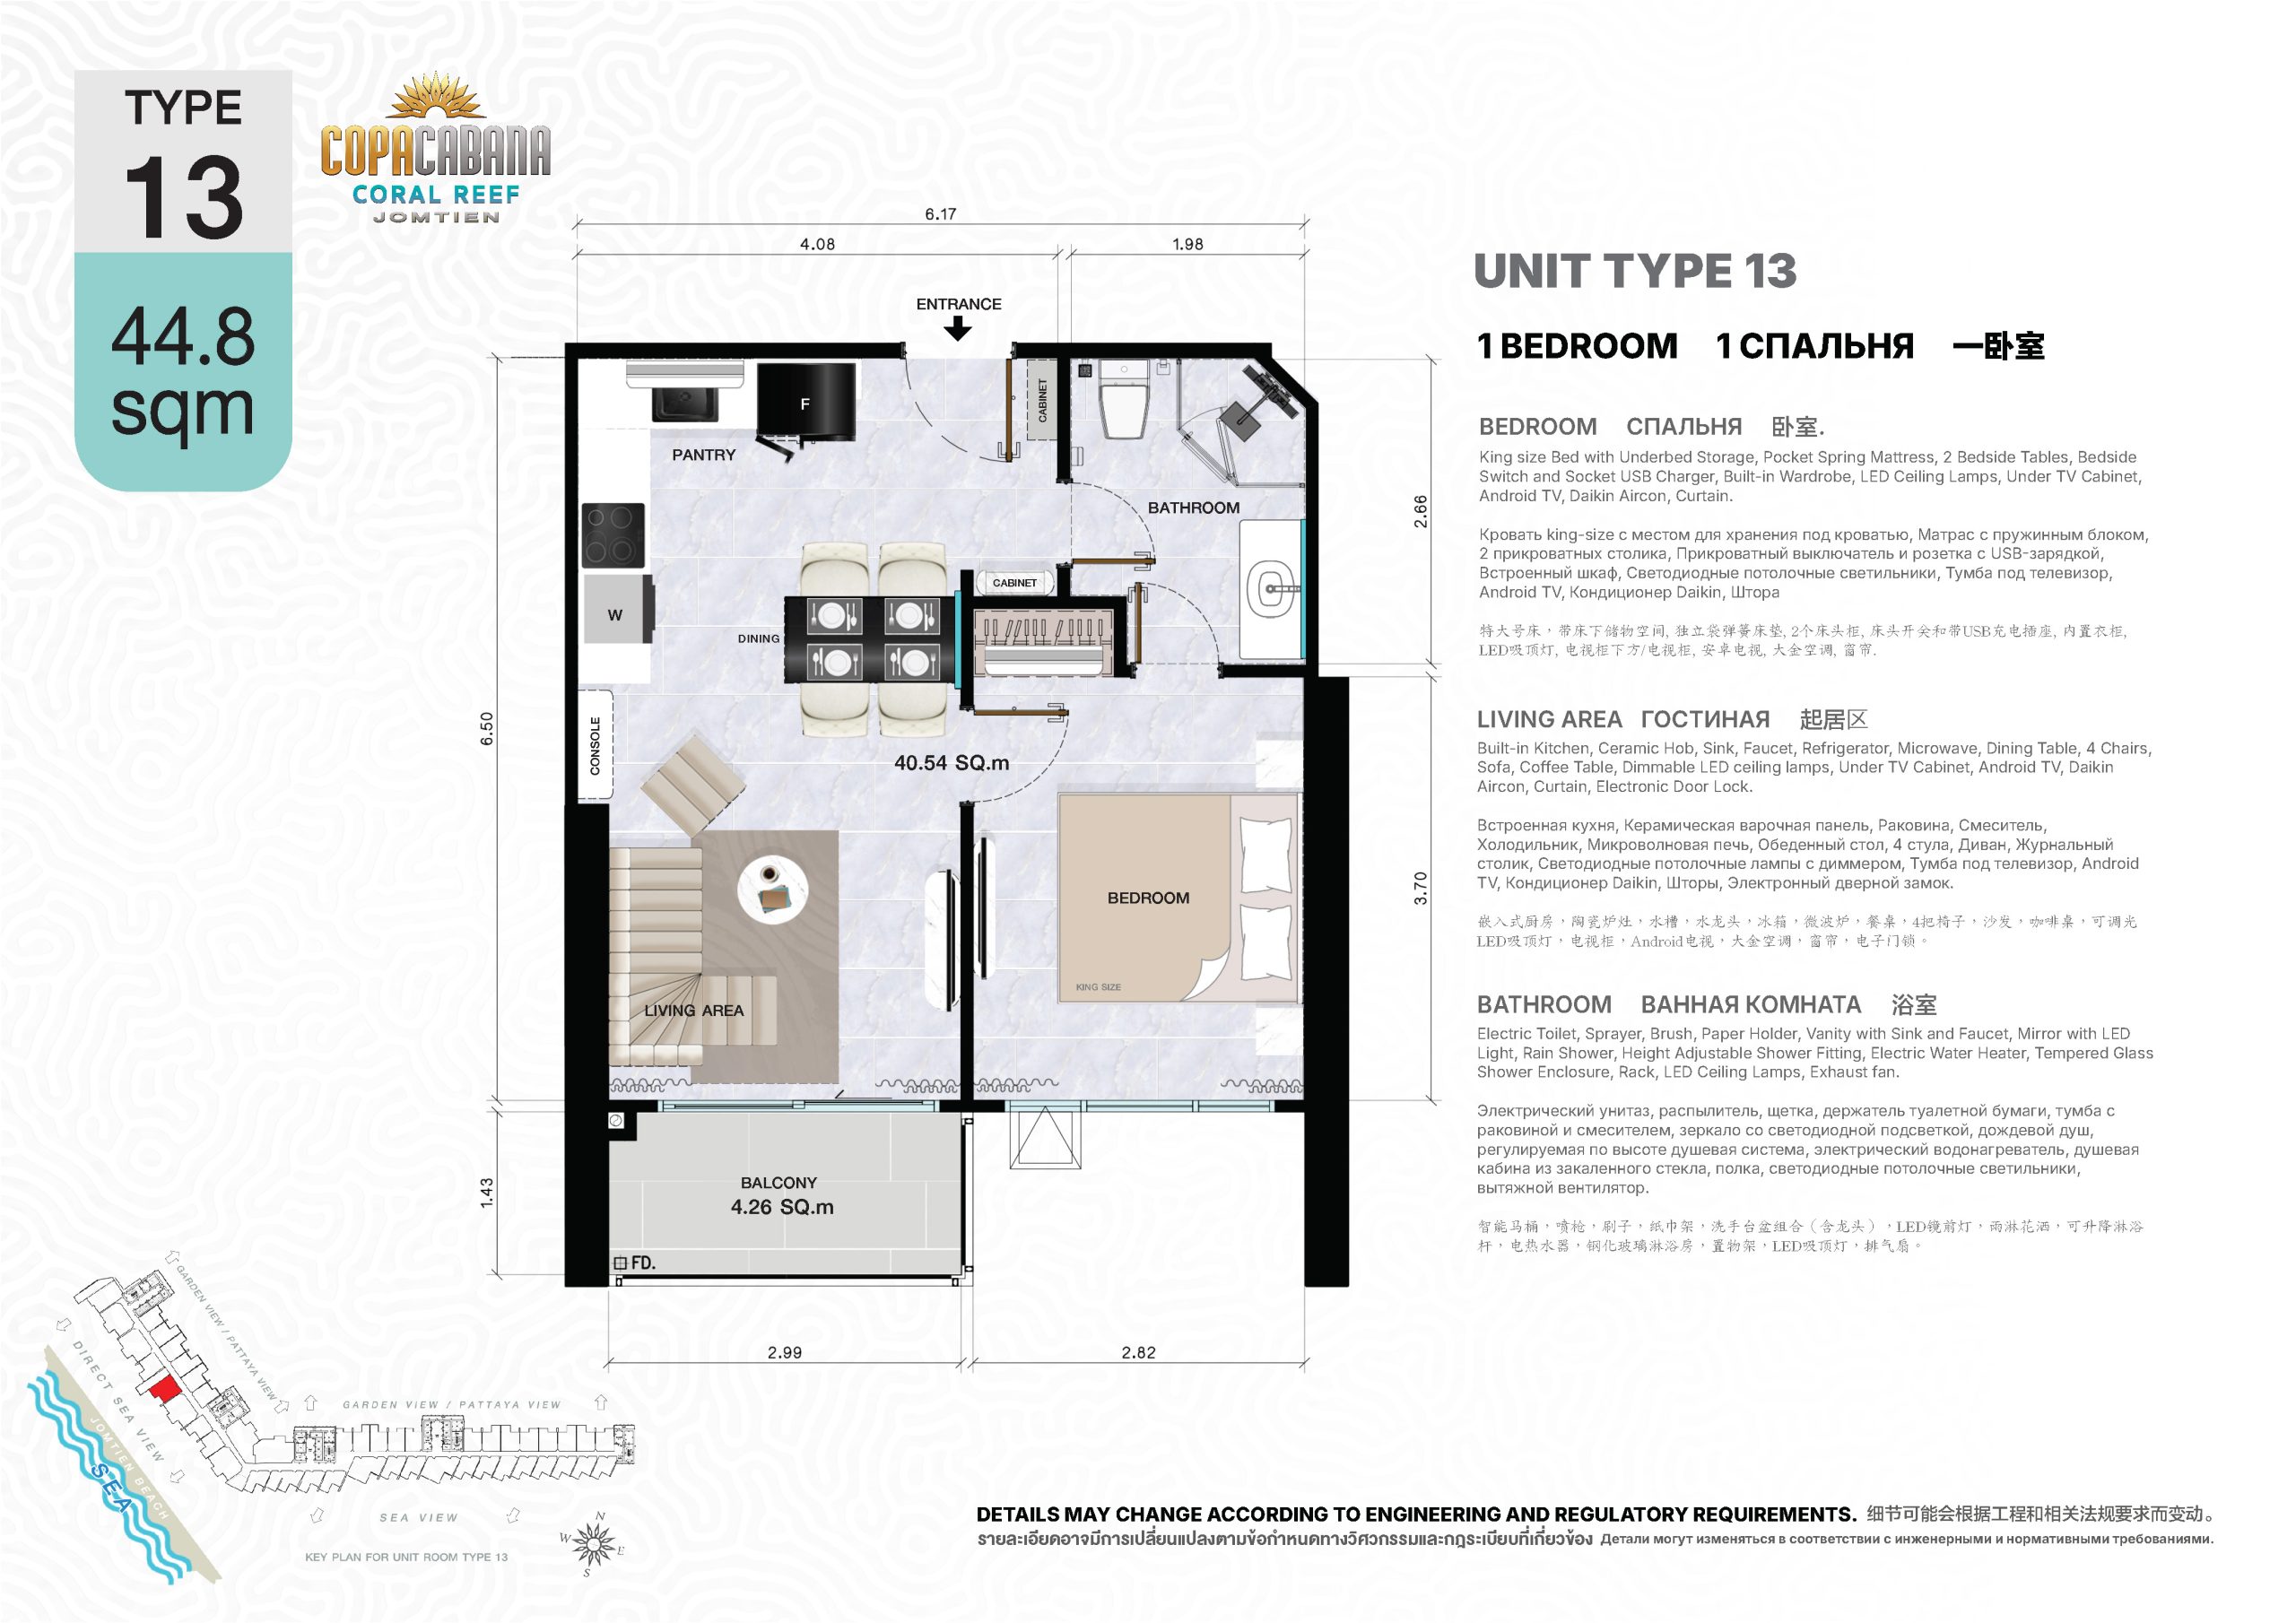 TYPE
13
44.8
sqm
COPACABANA
CORAL REEF
JOMTIEN
6.17
4.08
1.98
ENTRANCE
CABINET
F
PANTRY
BATHROOM
2.66
CABINET
W
DINING
CONSOLE
6.50
40.54 SQ.m
BEDROOM
3.70
KING SIZE
LIVING AREA
BALCONY
4.26 SQ.m
1.43
FD.
2.99
2.82
UNIT TYPE 13
1 BEDROOM 1 СПАЛЬНЯ 一卧室
BEDROOM СПАЛЬНЯ 卧室.
King size Bed with Underbed Storage, Pocket Spring Mattress, 2 Bedside Tables, Bedside
Switch and Socket USB Charger, Built-in Wardrobe, LED Ceiling Lamps, Under TV Cabinet,
Android TV, Daikin Aircon, Curtain.
Кровать king-size с местом для хранения под кроватью, Матрас с пружинным блоком,
2 прикроватных столика, Прикроватный выключатель и розетка с USB-зарядкой,
Встроенный шкаф, Светодиодные потолочные светильники, Тумба под телевизор,
Android TV, Кондиционер Daikin, Штора
特大号床，带床下储物空间, 独立袋弹簧床垫, 2个床头柜, 床头开关和带USB充电插座, 内置衣柜,
LED吸顶灯, 电视柜下方/电视柜, 安卓电视, 大金空调, 窗帘.
LIVING AREA ГОСТИНАЯ 起居区
Built-in Kitchen, Ceramic Hob, Sink, Faucet, Refrigerator, Microwave, Dining Table, 4 Chairs,
Sofa, Coffee Table, Dimmable LED ceiling lamps, Under TV Cabinet, Android TV, Daikin
Aircon, Curtain, Electronic Door Lock.
Встроенная кухня, Керамическая варочная панель, Раковина, Смеситель,
Холодильник, Микроволновая печь, Обеденный стол, 4 стула, Диван, Журнальный
столик, Светодиодные потолочные лампы с диммером, Тумба под телевизор, Android
TV, Кондиционер Daikin, Шторы, Электронный дверной замок.
嵌入式厨房，陶瓷炉灶，水槽，水龙头，冰箱，微波炉，餐桌，4把椅子，沙发，咖啡桌，可调光
LED吸顶灯，电视柜，Android电视，大金空调，窗帘，电子门锁。
BATHROOM ВАННАЯ КОМНАТА 浴室
Electric Toilet, Sprayer, Brush, Paper Holder, Vanity with Sink and Faucet, Mirror with LED
Light, Rain Shower, Height Adjustable Shower Fitting, Electric Water Heater, Tempered Glass
Shower Enclosure, Rack, LED Ceiling Lamps, Exhaust fan.
Электрический унитаз, распылитель, щетка, держатель туалетной бумаги, тумба с
раковиной и смесителем, зеркало со светодиодной подсветкой, дождевой душ,
регулируемая по высоте душевая система, электрический водонагреватель, душевая
кабина из закаленного стекла, полка, светодиодные потолочные светильники,
вытяжной вентилятор.
智能马桶，喷枪，刷子，纸巾架，洗手台盆组合（含龙头），LED镜前灯，雨淋花洒，可升降淋浴
杆，电热水器，钢化玻璃淋浴房，置物架，LED吸顶灯，排气扇。
GARDEN VIEW / PATTAYA VIEW
DIRECT SEA VIEW
JOMTIEN BEACH
SEA
GARDEN VIEW / PATTAYA VIEW
SEA VIEW
KEY PLAN FOR UNIT ROOM TYPE 13
N
W
E
S
DETAILS MAY CHANGE ACCORDING TO ENGINEERING AND REGULATORY REQUIREMENTS. 细节可能会根据工程和相关法规要求而变动。
รายละเอียดอาจมีการเปลี่ยนแปลงตามข้อกำหนดทางวิศวกรรมและกฎระเบียบที่เกี่ยวข้อง Детали могут изменяться в соответствии с инженерными и нормативными требованиями.